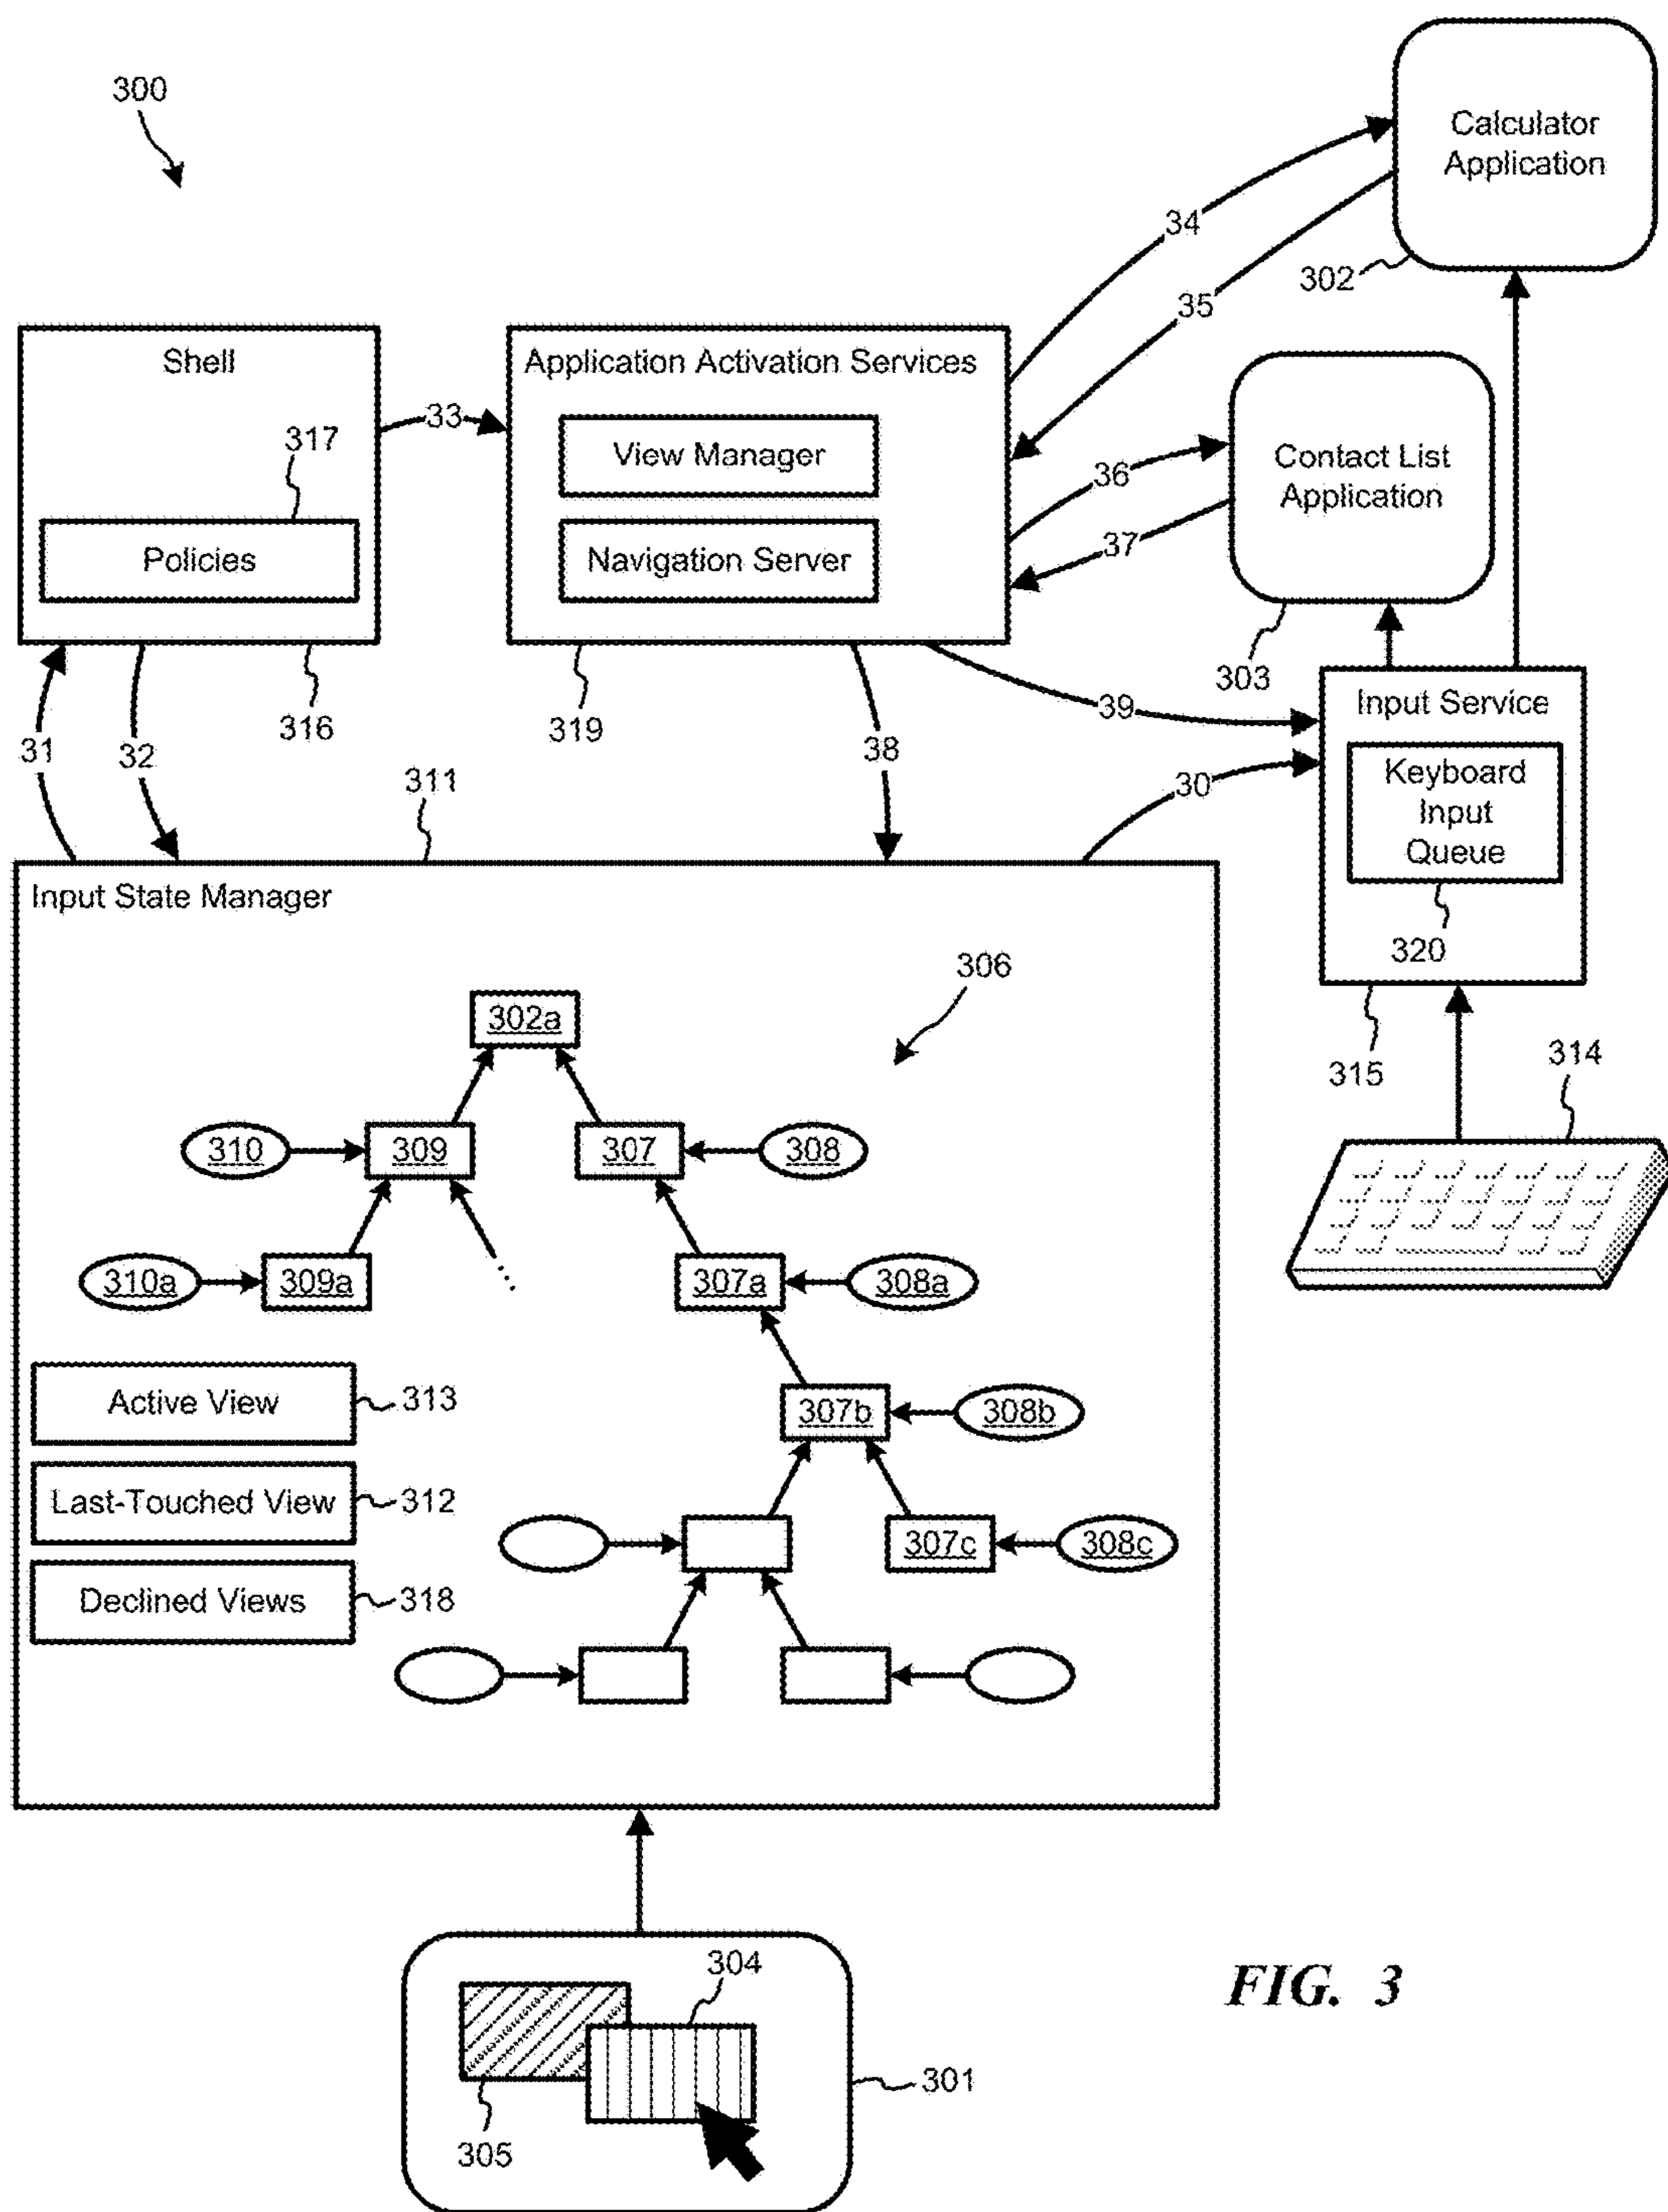 300
Calculator
Application
302
34
35
Shell
317
Policies
316
33
Application Activation Services
View Manager
Navigation Server
319
36
37
Contact List
Application
303
31
32
38
39
30
311
Input Service
Keyboard
Input
Queue
320
315
314
Input State Manager
306
302a
310
309
307
308
310a
309a
...
307a
308a
Active View
313
307b
308b
Last-Touched View
312
307c
308c
Declined Views
318
304
305
301
FIG. 3